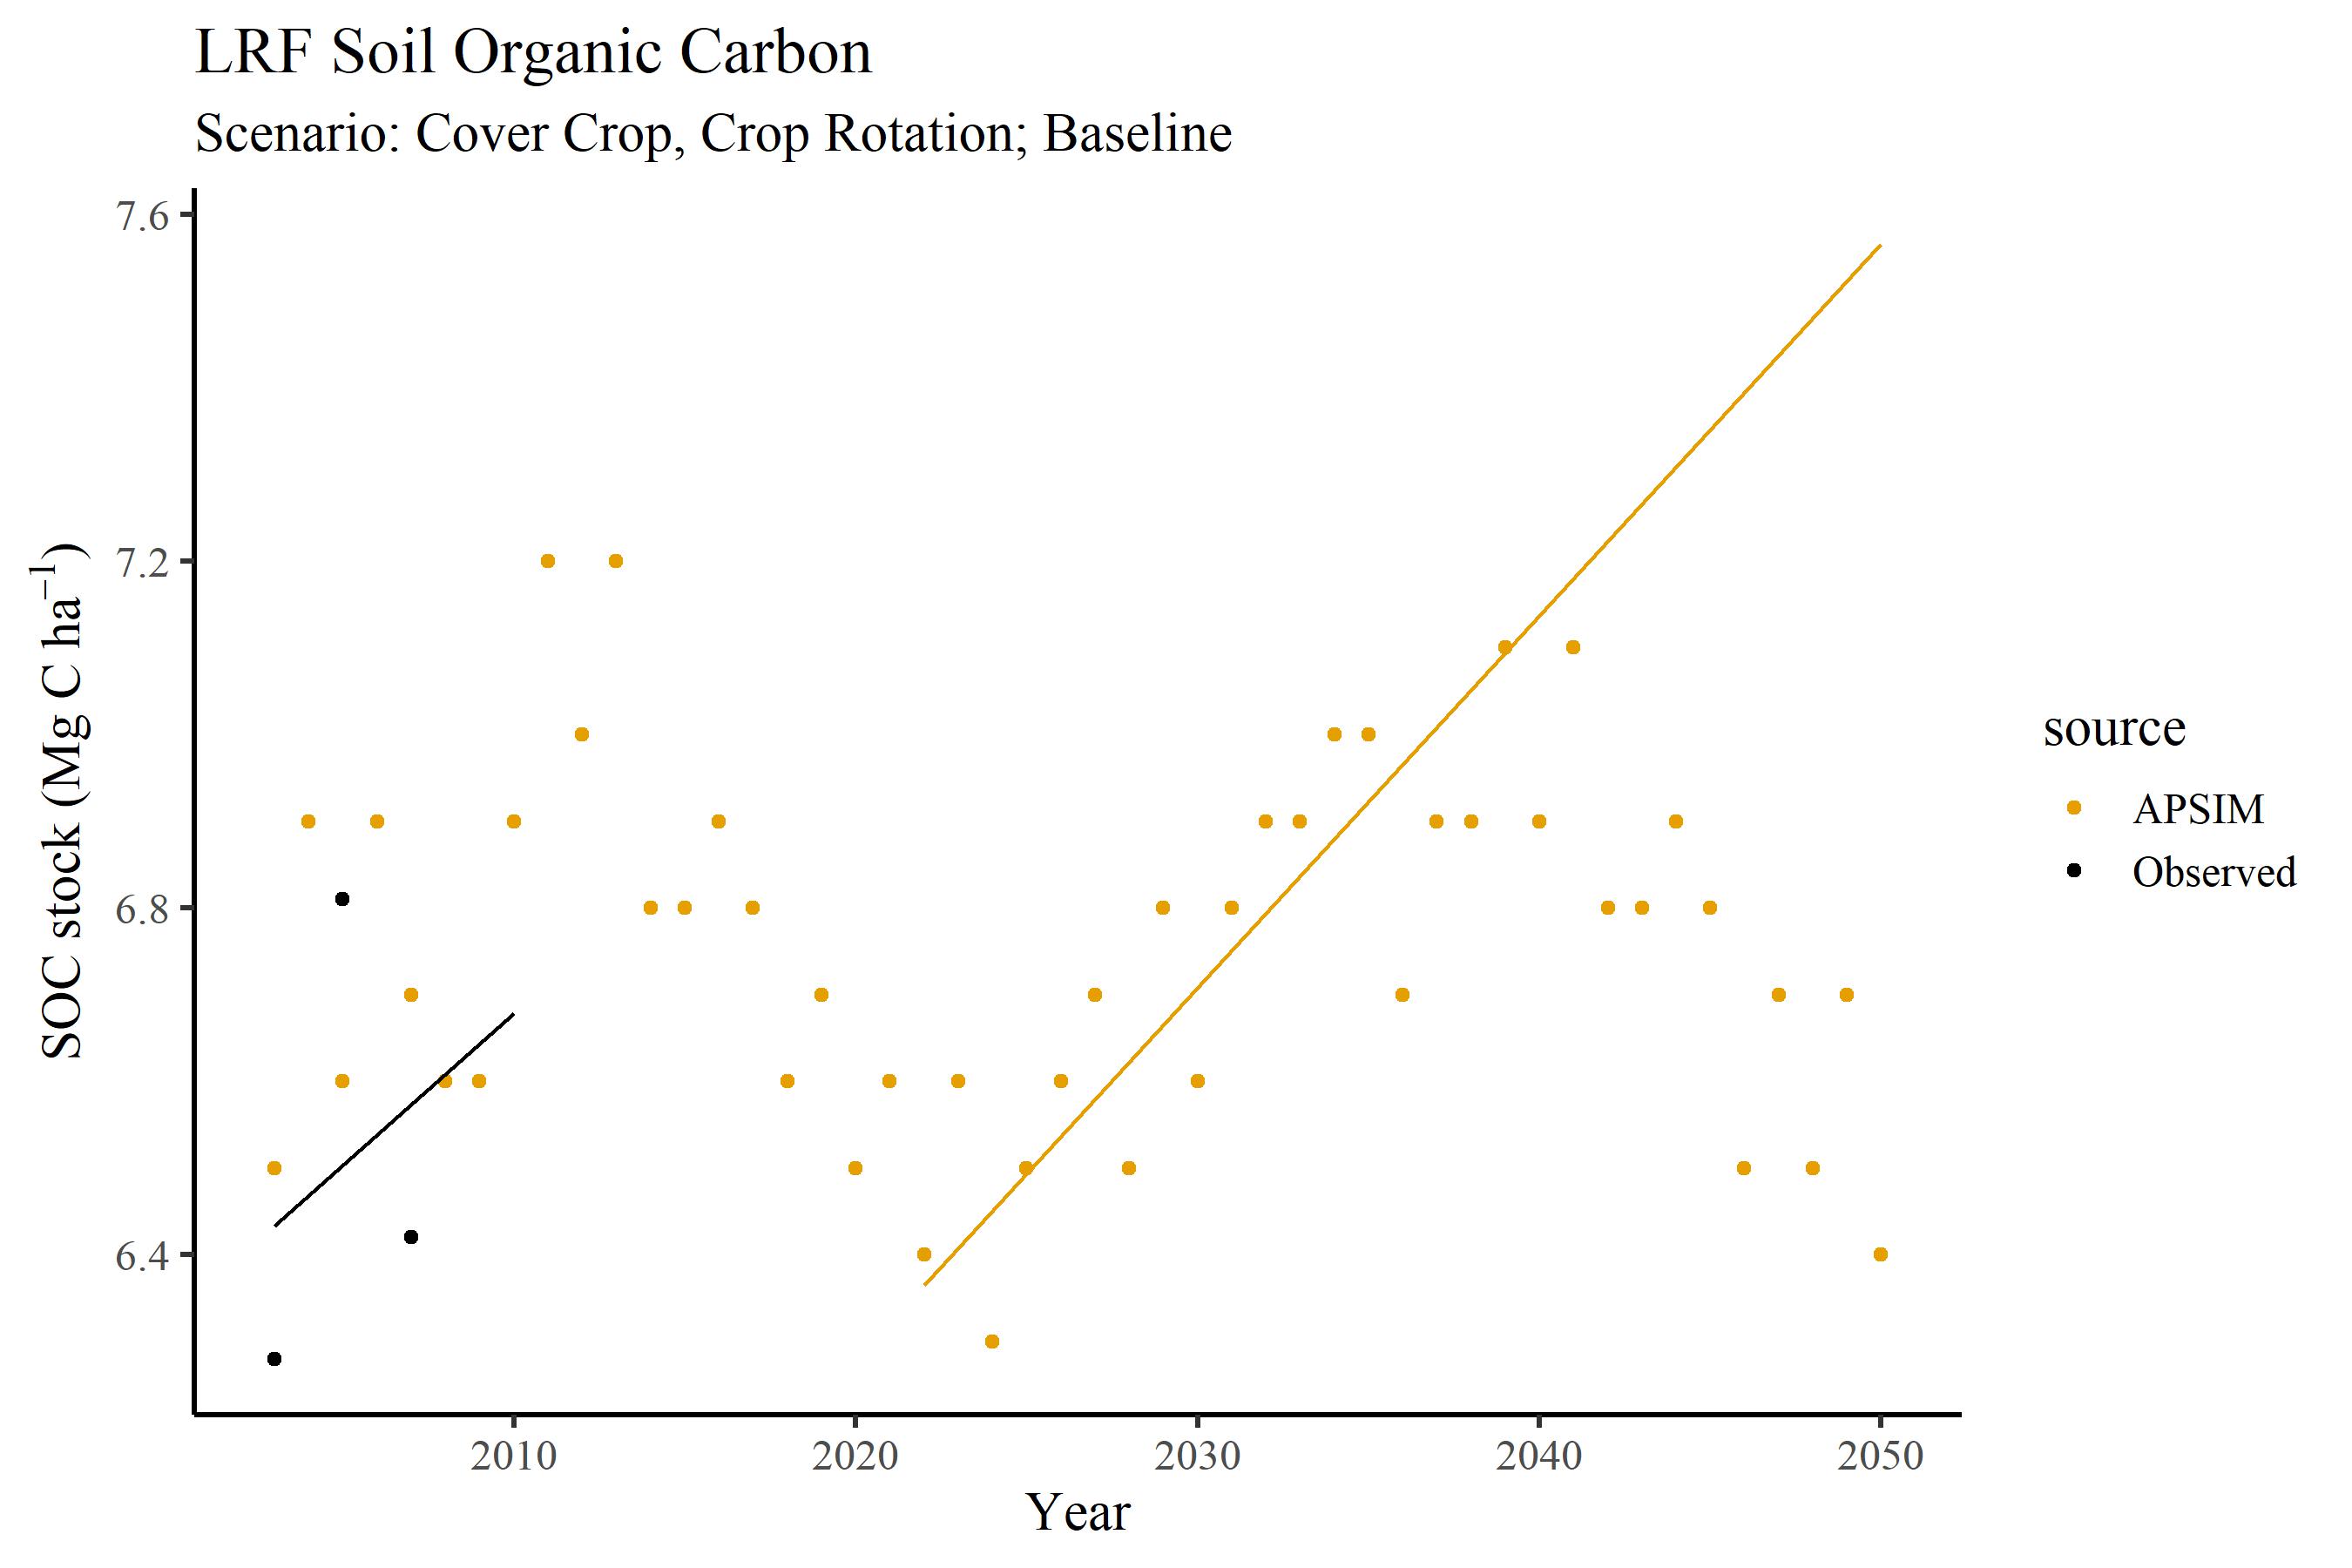 LRF Soil Organic Carbon
Scenario: Cover Crop, Crop Rotation; Baseline
SOC stock (Mg C ha⁻¹)
7.6
7.2
6.8
6.4
2010 2020 2030 2040 2050
Year
source
APSIM
Observed